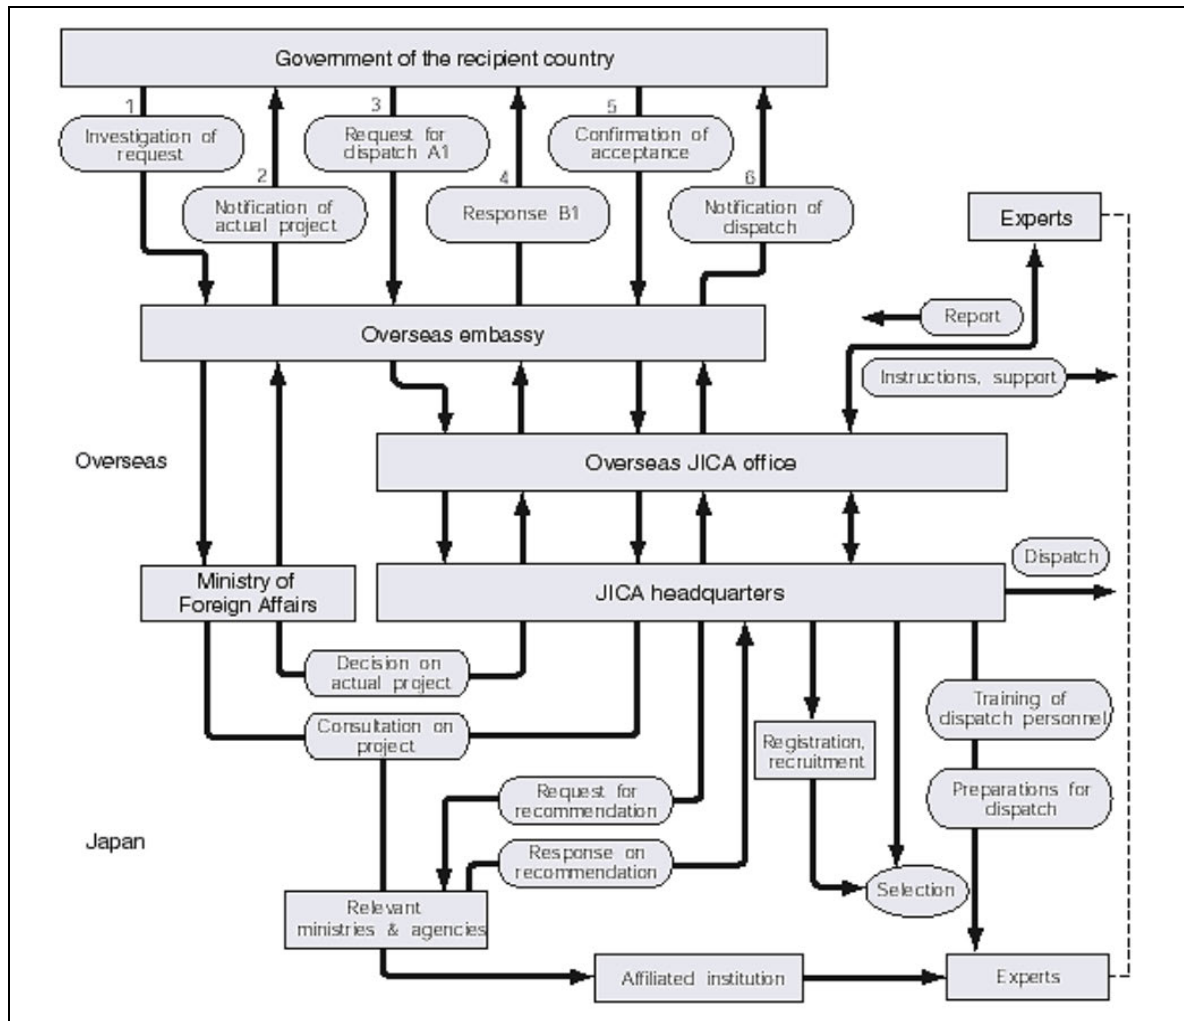 Government of the recipient country
1
3
5
Investigation of
request
Request for
dispatch A1
Confirmation of
acceptance
2
4
6
Notification of
actual project
Response B1
Notification of
dispatch
Experts
Report
Overseas embassy
Instructions, support
Overseas
Overseas JICA office
Dispatch
Ministry of
Foreign Affairs
JICA headquarters
Decision on
actual project
Training of
dispatch personnel
Consultation on
project
Registration,
recruitment
Request for
recommendation
Preparations for
dispatch
Japan
Response on
recommendation
Selection
Relevant
ministries & agencies
Affiliated institution
Experts